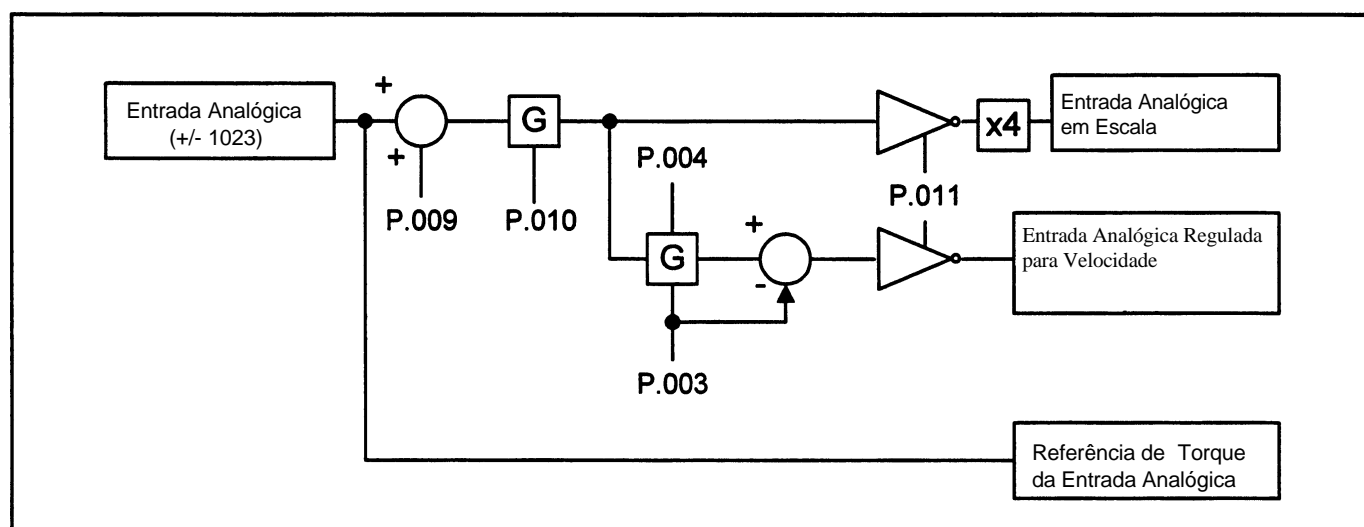 Entrada Analógica
(+/- 1023)
+
+
P.009
G
P.010
P.004
G
P.003
+
-
P.011
x4
Entrada Analógica
em Escala
Entrada Analógica Regulada
para Velocidade
Referência de Torque
da Entrada Analógica